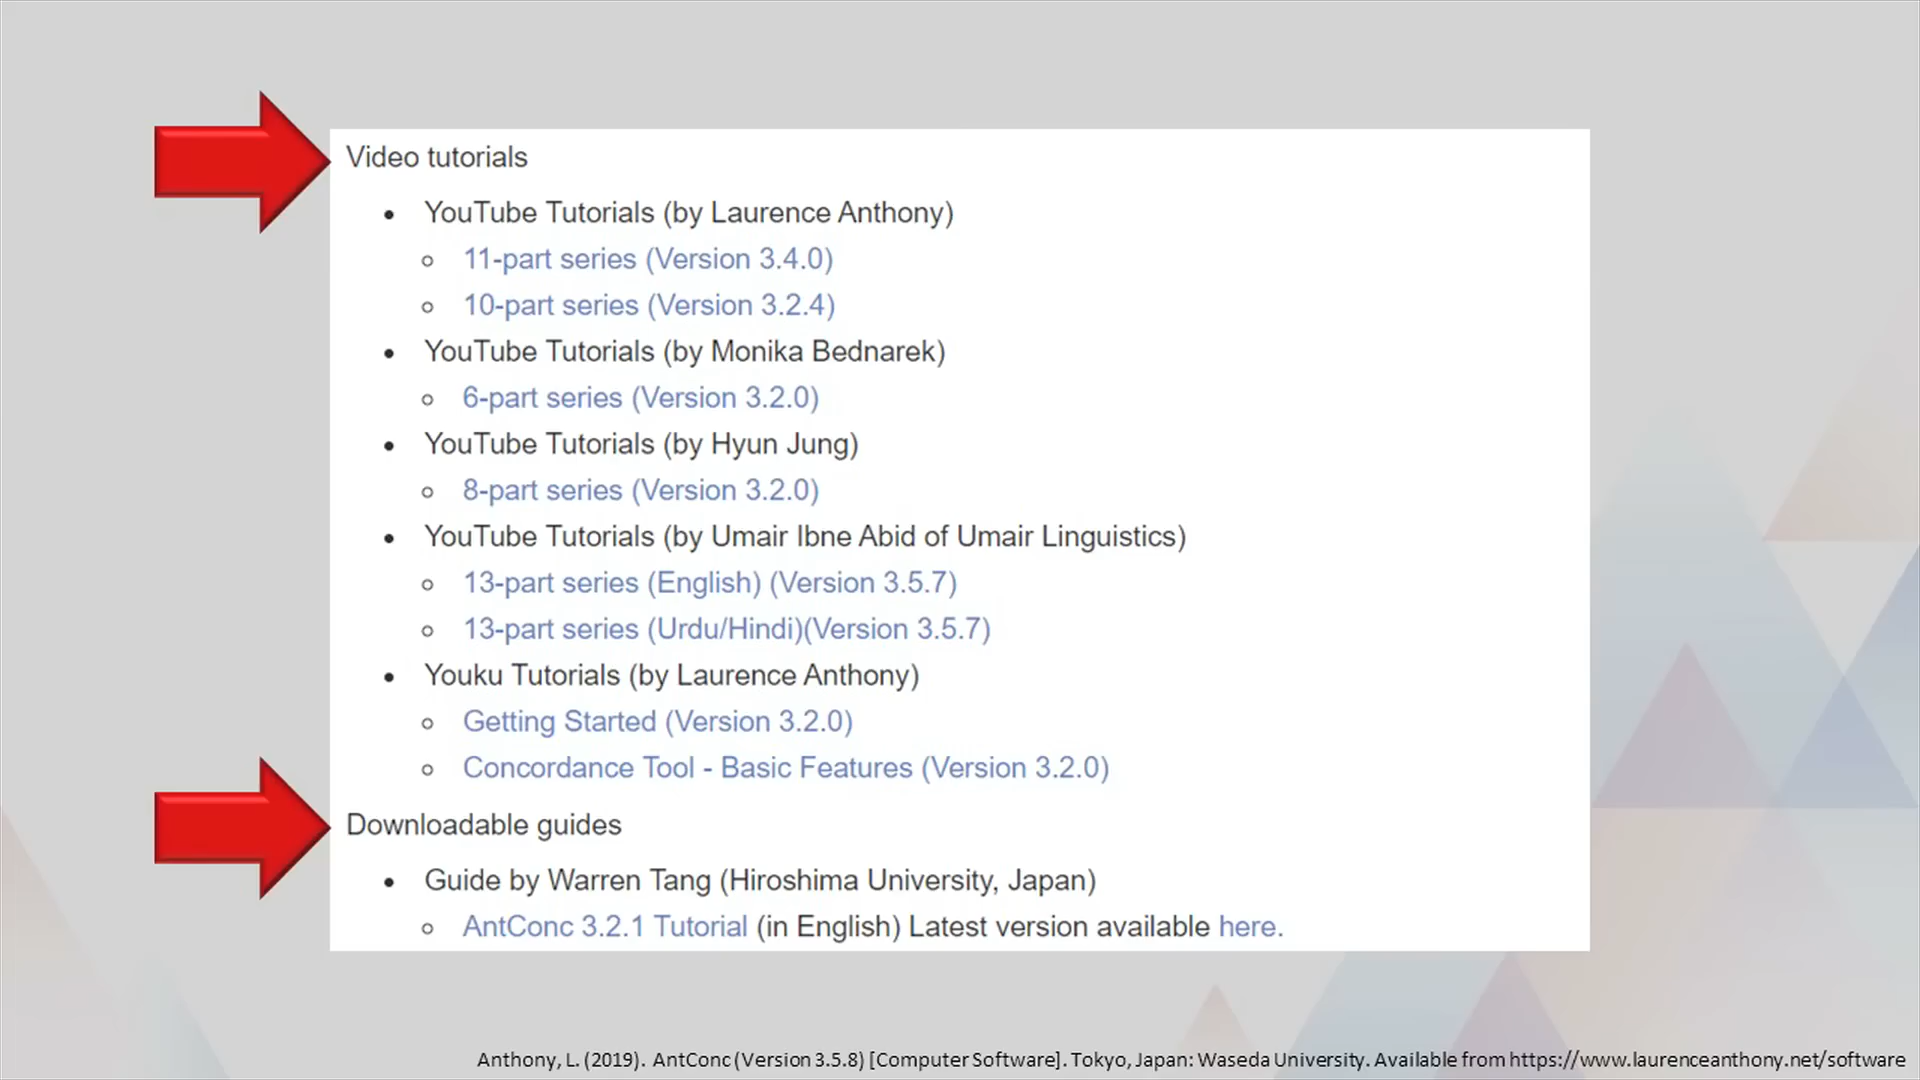 Video tutorials
YouTube Tutorials (by Laurence Anthony)
11-part series (Version 3.4.0)
10-part series (Version 3.2.4)
YouTube Tutorials (by Monika Bednarek)
6-part series (Version 3.2.0)
YouTube Tutorials (by Hyun Jung)
8-part series (Version 3.2.0)
YouTube Tutorials (by Umair Ibne Abid of Umair Linguistics)
13-part series (English) (Version 3.5.7)
13-part series (Urdu/Hindi)(Version 3.5.7)
Youku Tutorials (by Laurence Anthony)
Getting Started (Version 3.2.0)
Concordance Tool - Basic Features (Version 3.2.0)
Downloadable guides
Guide by Warren Tang (Hiroshima University, Japan)
AntConc 3.2.1 Tutorial (in English) Latest version available here.
Anthony, L. (2019). AntConc (Version 3.5.8) [Computer Software]. Tokyo, Japan: Waseda University. Available from https://www.laurenceanthony.net/software